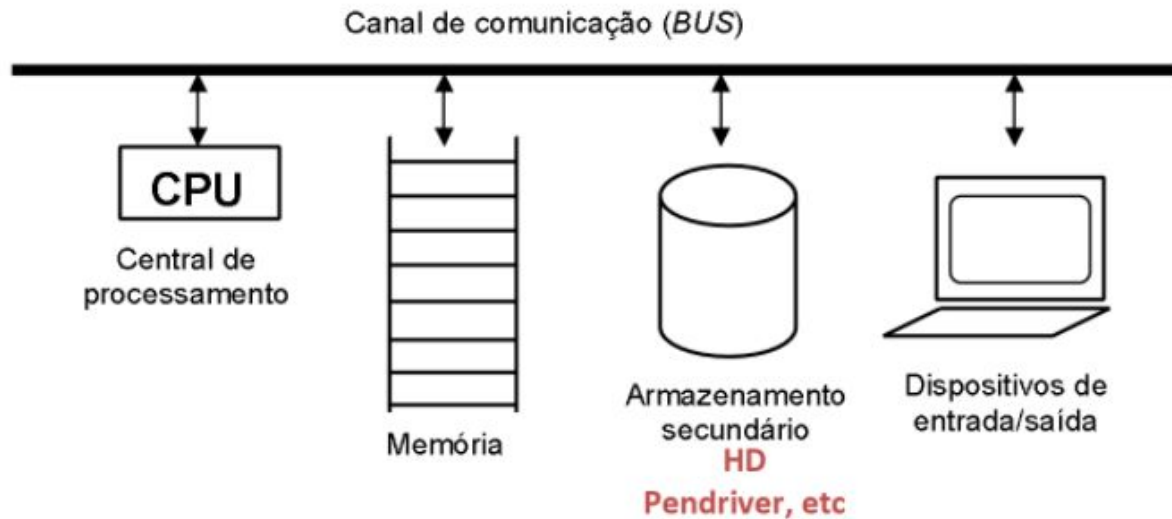 Canal de comunicação (BUS)
CPU
Central de
processamento
Memória
Armazenamento
secundário
HD
Pendriver, etc
Dispositivos de
entrada/saída